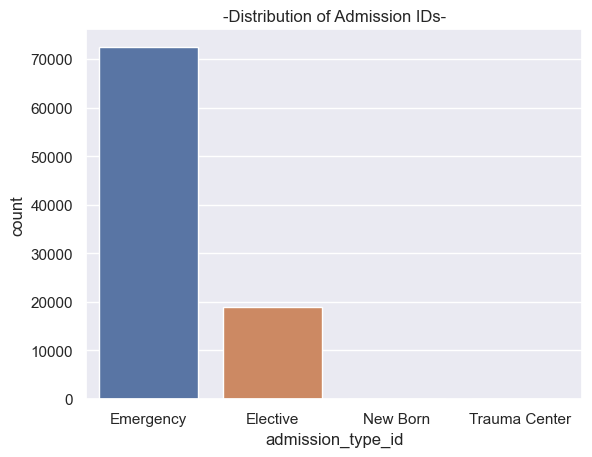 -Distribution of Admission IDs-
70000
60000
50000
40000
30000
20000
10000
0
count
Emergency Elective New Born Trauma Center
admission_type_id